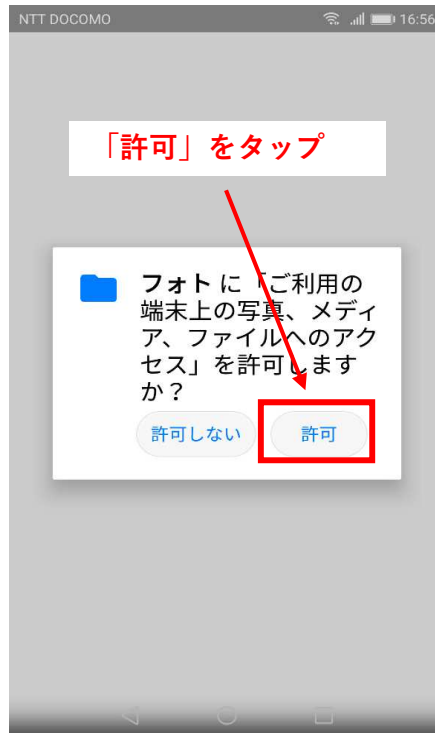 NTT DOCOMO 16:56
「許可」をタップ
フォト に「ご利用の
端末上の写真、メディ
ア、ファイルへのアク
セス」を許可します
か？
許可しない 許可